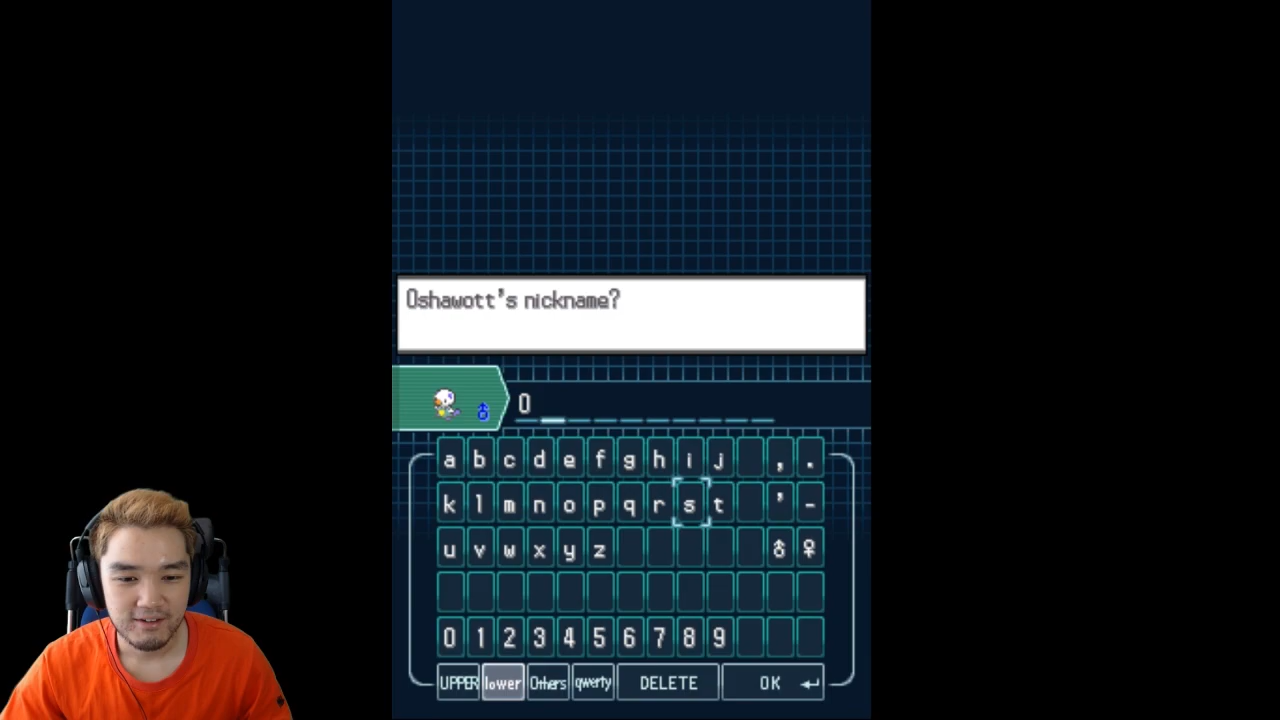 Oshawott's nickname?
♂ O
a b c d e f g h i j , .
k l m n o p q r s t ' -
u v w x y z ♂ ♀
0 1 2 3 4 5 6 7 8 9
UPPER lower Others qwerty DELETE OK ↵